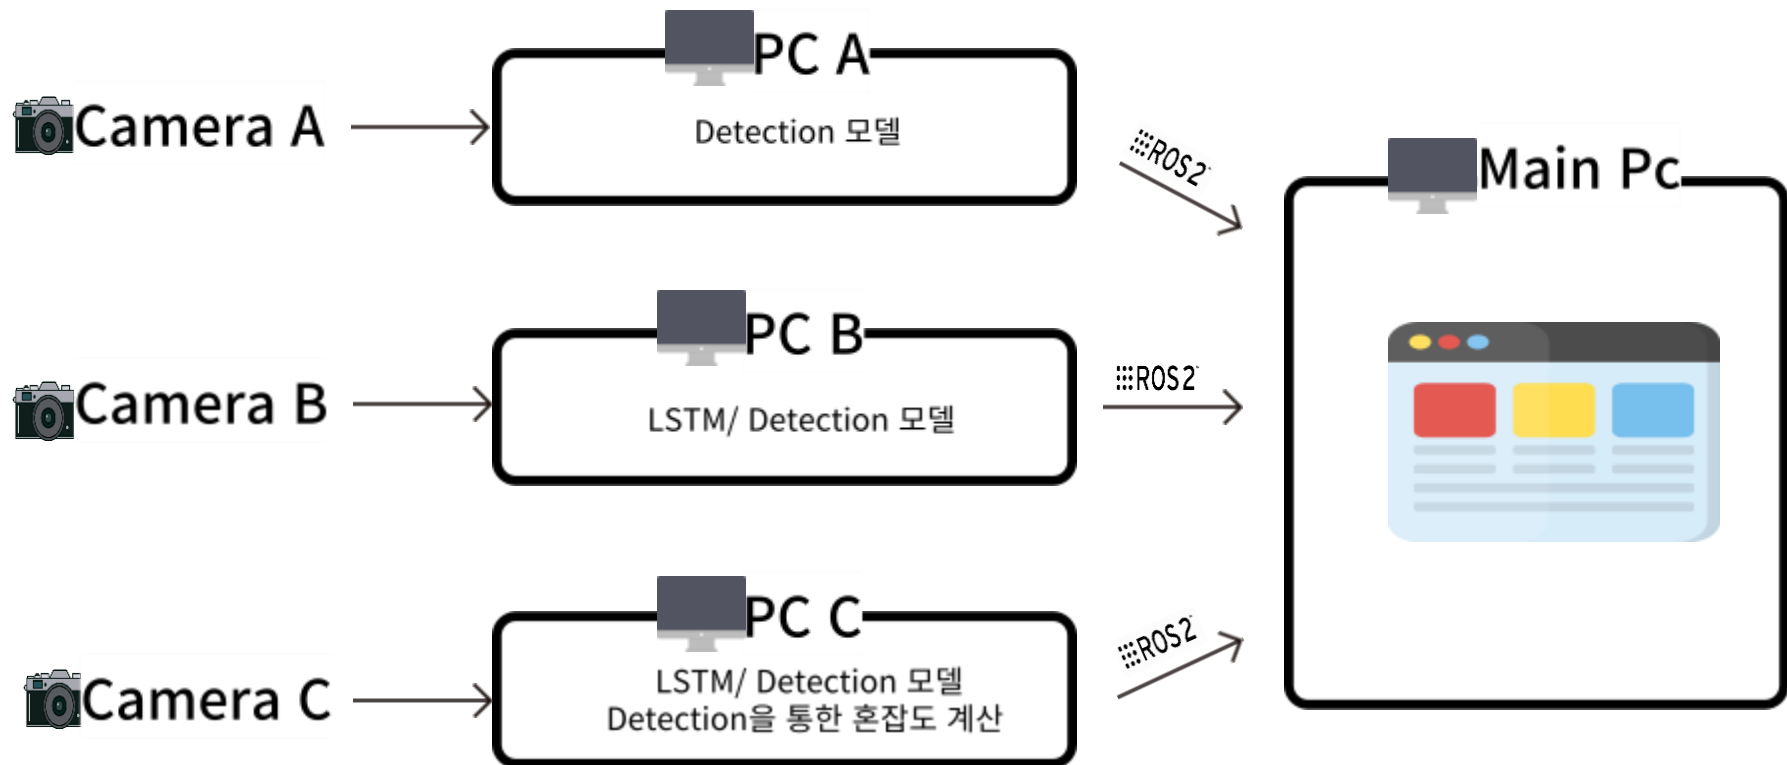 Camera A
PC A
Detection 모델
ROS2
Main Pc
Camera B
PC B
LSTM/ Detection 모델
ROS2
Camera C
PC C
LSTM/ Detection 모델
Detection을 통한 혼잡도 계산
ROS2